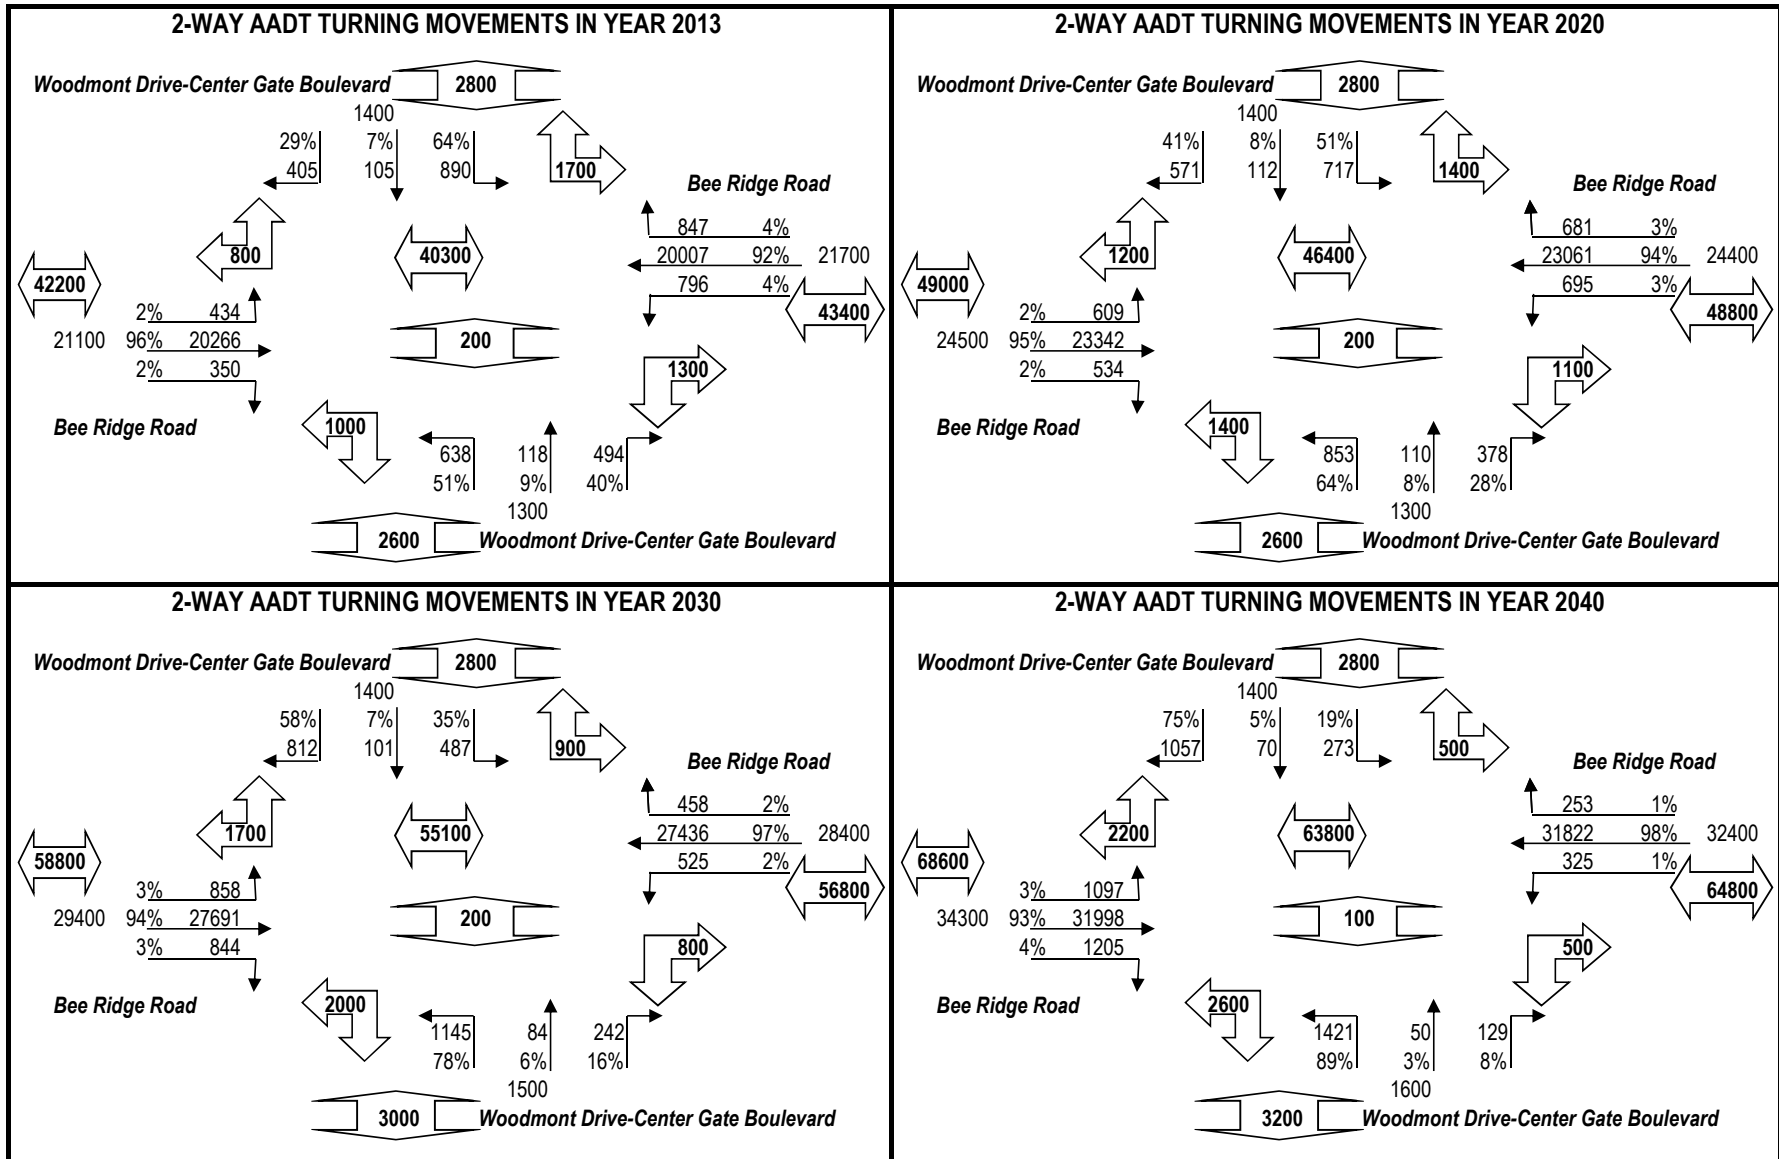 2-WAY AADT TURNING MOVEMENTS IN YEAR 2013
Woodmont Drive-Center Gate Boulevard 2800
1400
29% 7% 64%
405 105 890 1700
Bee Ridge Road
847 4%
800 40300 20007 92% 21700
42200 796 4%
2% 434 43400
21100 96% 20266 200
2% 350 1300
Bee Ridge Road 1000
638 118 494
51% 9% 40%
1300
2600 Woodmont Drive-Center Gate Boulevard
2-WAY AADT TURNING MOVEMENTS IN YEAR 2020
Woodmont Drive-Center Gate Boulevard 2800
1400
41% 8% 51%
571 112 717 1400
Bee Ridge Road
681 3%
1200 46400 23061 94% 24400
49000 695 3%
2% 609 48800
24500 95% 23342 200
2% 534 1100
Bee Ridge Road 1400
853 110 378
64% 8% 28%
1300
2600 Woodmont Drive-Center Gate Boulevard
2-WAY AADT TURNING MOVEMENTS IN YEAR 2030
Woodmont Drive-Center Gate Boulevard 2800
1400
58% 7% 35%
812 101 487 900
Bee Ridge Road
458 2%
1700 55100 27436 97% 28400
58800 525 2%
3% 858 56800
29400 94% 27691 200
3% 844 800
Bee Ridge Road 2000
1145 84 242
78% 6% 16%
1500
3000 Woodmont Drive-Center Gate Boulevard
2-WAY AADT TURNING MOVEMENTS IN YEAR 2040
Woodmont Drive-Center Gate Boulevard 2800
1400
75% 5% 19%
1057 70 273 500
Bee Ridge Road
253 1%
2200 63800 31822 98% 32400
68600 325 1%
3% 1097 64800
34300 93% 31998 100
4% 1205 500
Bee Ridge Road 2600
1421 50 129
89% 3% 8%
1600
3200 Woodmont Drive-Center Gate Boulevard